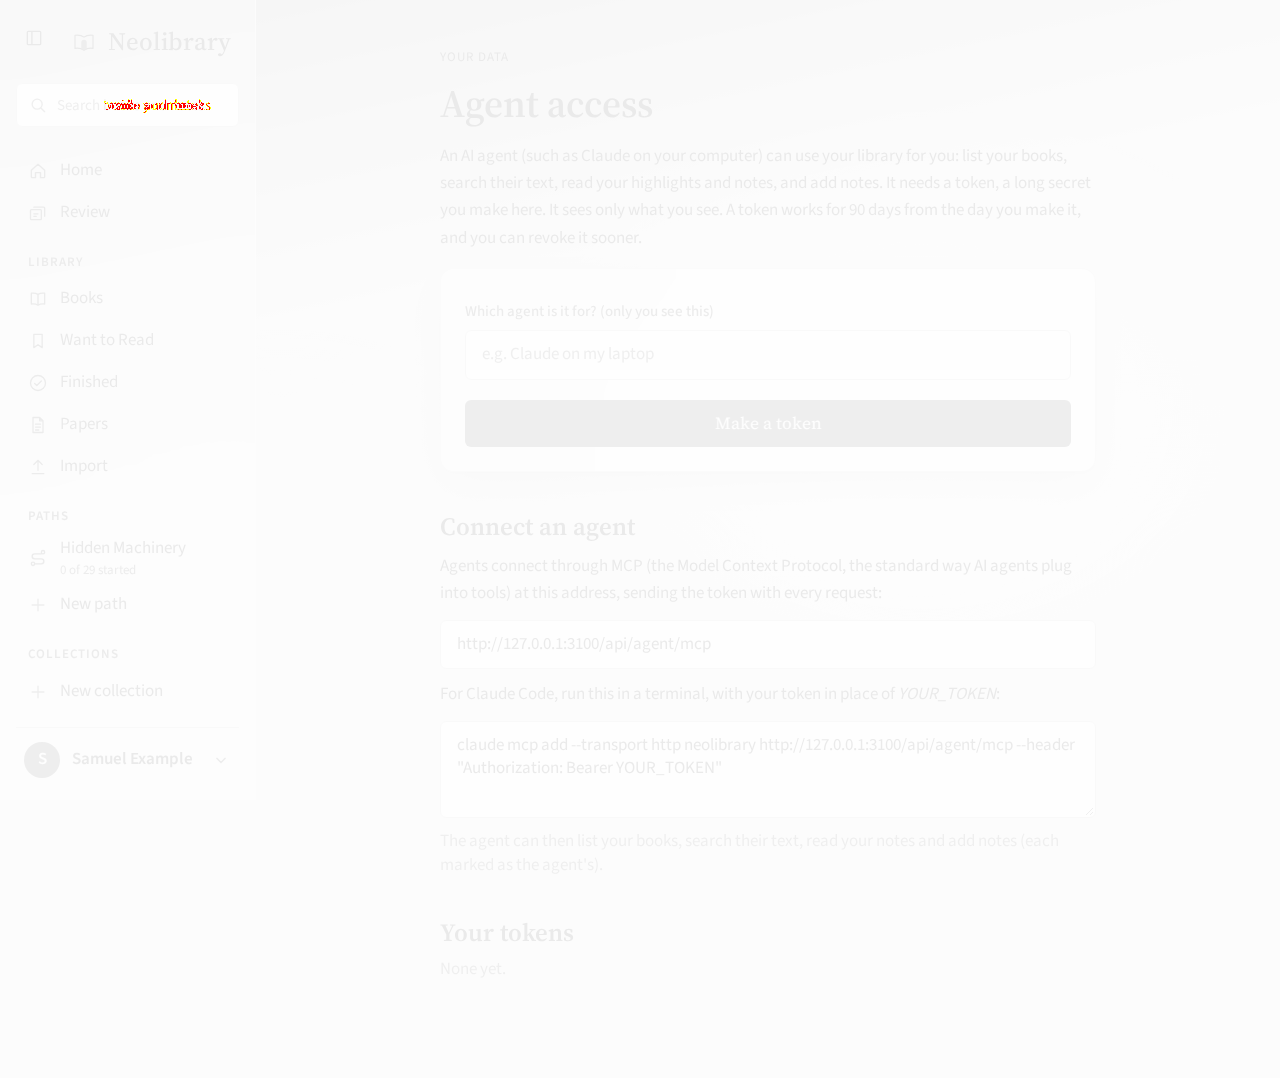 Neolibrary
Search
Home
Review
LIBRARY
Books
Want to Read
Finished
Papers
Import
PATHS
Hidden Machinery
0 of 29 started
New path
COLLECTIONS
New collection
S
Samuel Example
YOUR DATA
Agent access
An AI agent (such as Claude on your computer) can use your library for you: list your books,
search their text, read your highlights and notes, and add notes. It needs a token, a long secret
you make here. It sees only what you see. A token works for 90 days from the day you make it,
and you can revoke it sooner.
Which agent is it for? (only you see this)
e.g. Claude on my laptop
Make a token
Connect an agent
Agents connect through MCP (the Model Context Protocol, the standard way AI agents plug
into tools) at this address, sending the token with every request:
http://127.0.0.1:3100/api/agent/mcp
For Claude Code, run this in a terminal, with your token in place of YOUR_TOKEN:
claude mcp add --transport http neolibrary http://127.0.0.1:3100/api/agent/mcp --header
"Authorization: Bearer YOUR_TOKEN"
The agent can then list your books, search their text, read your notes and add notes (each
marked as the agent's).
Your tokens
None yet.